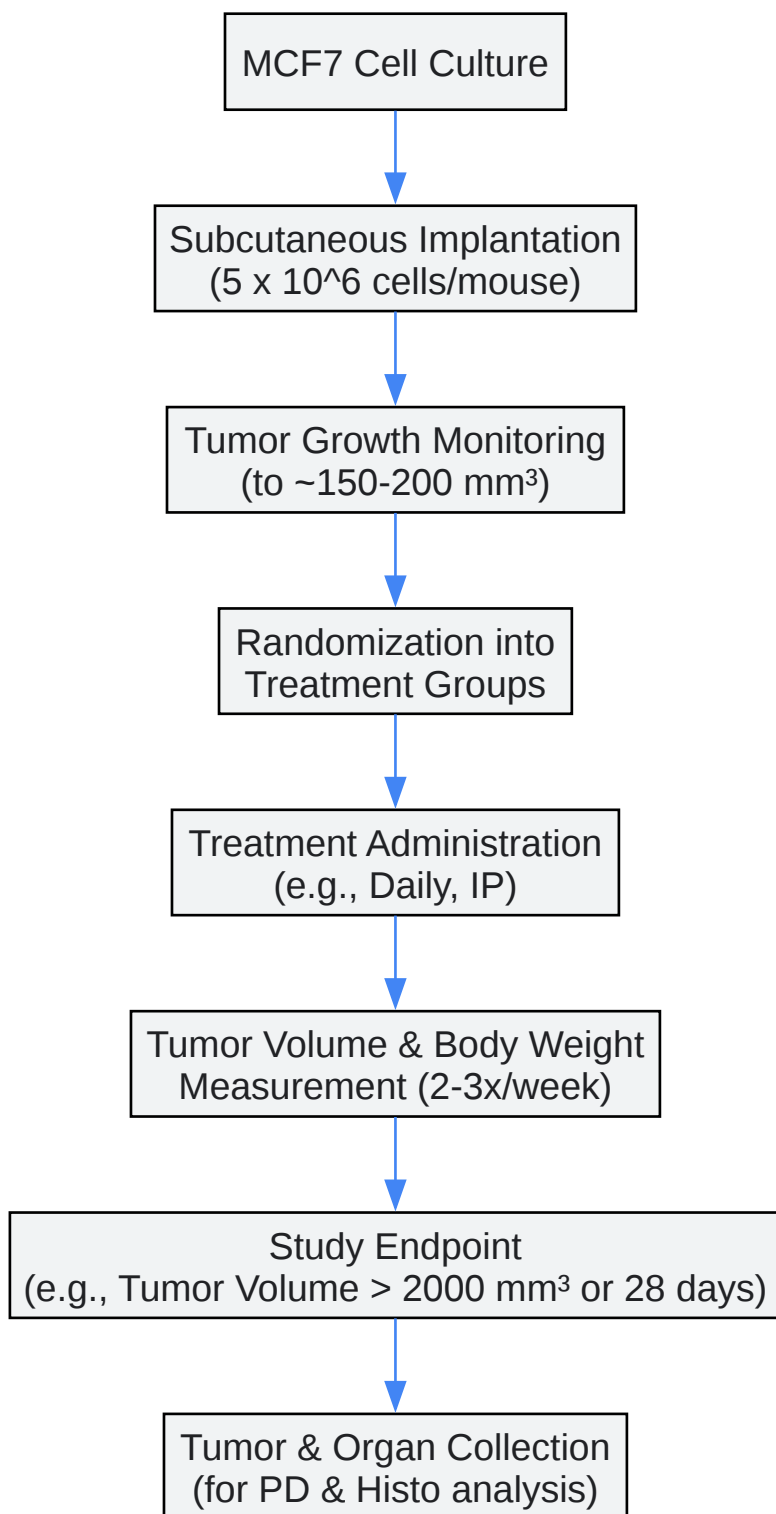 MCF7 Cell Culture
Subcutaneous Implantation
(5 x 10^6 cells/mouse)
Tumor Growth Monitoring
(to ~150-200 mm³)
Randomization into
Treatment Groups
Treatment Administration
(e.g., Daily, IP)
Tumor Volume & Body Weight
Measurement (2-3x/week)
Study Endpoint
(e.g., Tumor Volume > 2000 mm³ or 28 days)
Tumor & Organ Collection
(for PD & Histo analysis)